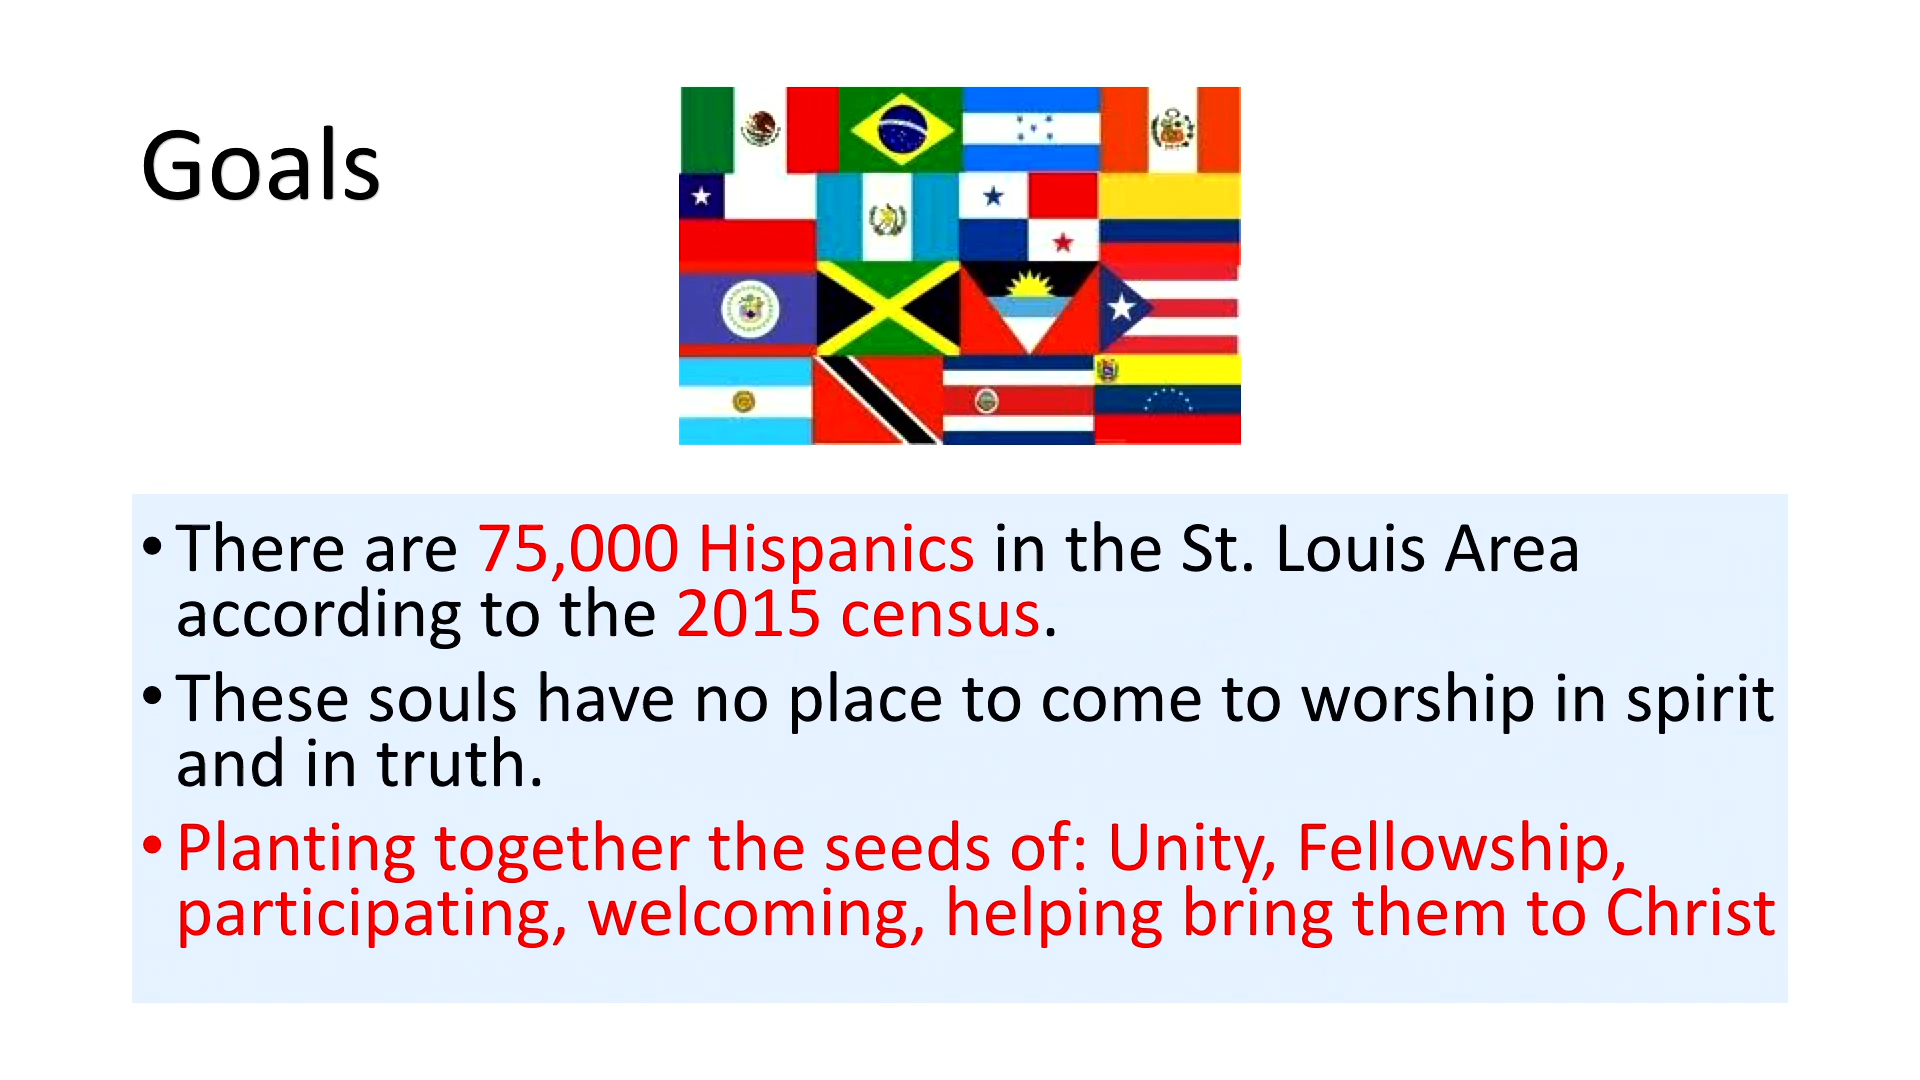 Goals
• There are 75,000 Hispanics in the St. Louis Area
according to the 2015 census.
• These souls have no place to come to worship in spirit
and in truth.
• Planting together the seeds of: Unity, Fellowship,
participating, welcoming, helping bring them to Christ